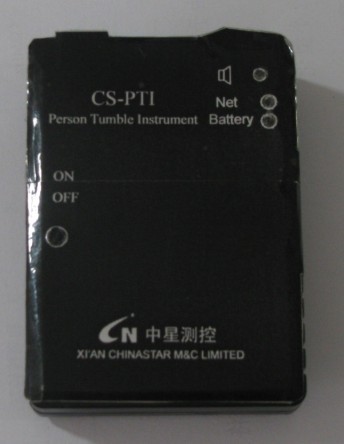 CS-PTI
Person Tumble Instrument
Net
Battery
ON
OFF
CN 中星测控
XI'AN CHINASTAR M&C LIMITED